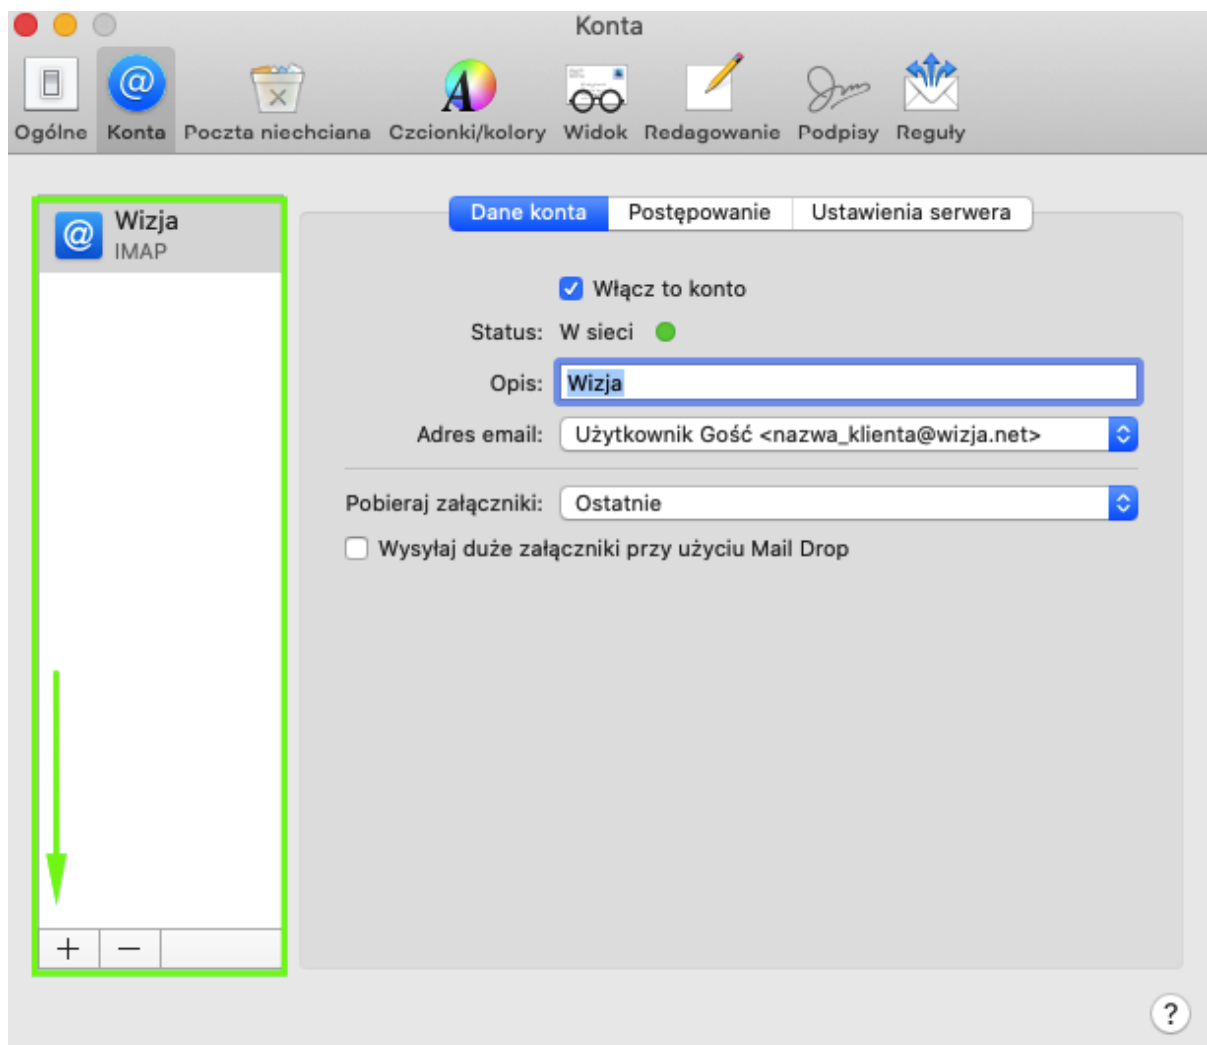 Konta
Ogólne Konta Poczta niechciana Czcionki/kolory Widok Redagowanie Podpisy Reguły
Wizja
IMAP
Dane konta Postępowanie Ustawienia serwera
Włącz to konto
Status: W sieci
Opis: Wizja
Adres email: Użytkownik Gość <nazwa_klienta@wizja.net>
Pobieraj załączniki: Ostatnie
Wysyłaj duże załączniki przy użyciu Mail Drop
+ −
?